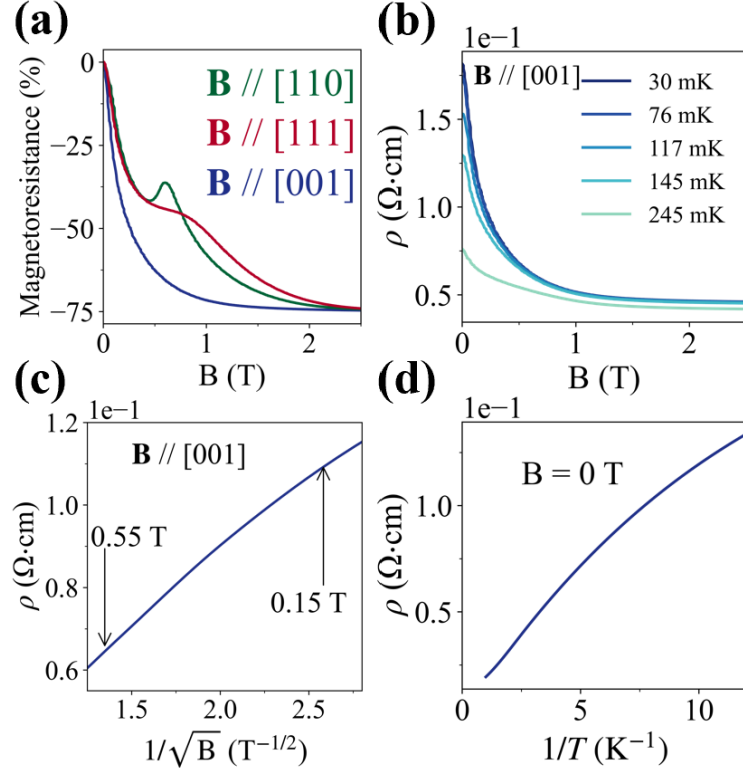 (a)
Magnetoresistance (%)
0
−25
−50
−75
B // [110]
B // [111]
B // [001]
0
1
2
B (T)
(b)
1e−1
ρ (Ω·cm)
1.5
1.0
0.5
B // [001]
30 mK
76 mK
117 mK
145 mK
245 mK
0
1
2
B (T)
(c)
1e−1
ρ (Ω·cm)
1.2
1.0
0.8
0.6
B // [001]
0.55 T
0.15 T
1.5
2.0
2.5
1/√B (T⁻¹/²)
(d)
1e−1
ρ (Ω·cm)
1.0
0.5
B = 0 T
0
5
10
1/T (K⁻¹)